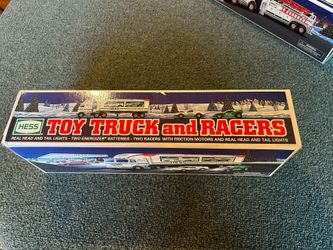 HESS
TOY TRUCK and RACERS
REAL HEAD AND TAIL LIGHTS - TWO ENERGIZER BATTERIES - TWO RACERS WITH FRICTION MOTORS AND REAL HEAD AND TAIL LIGHTS